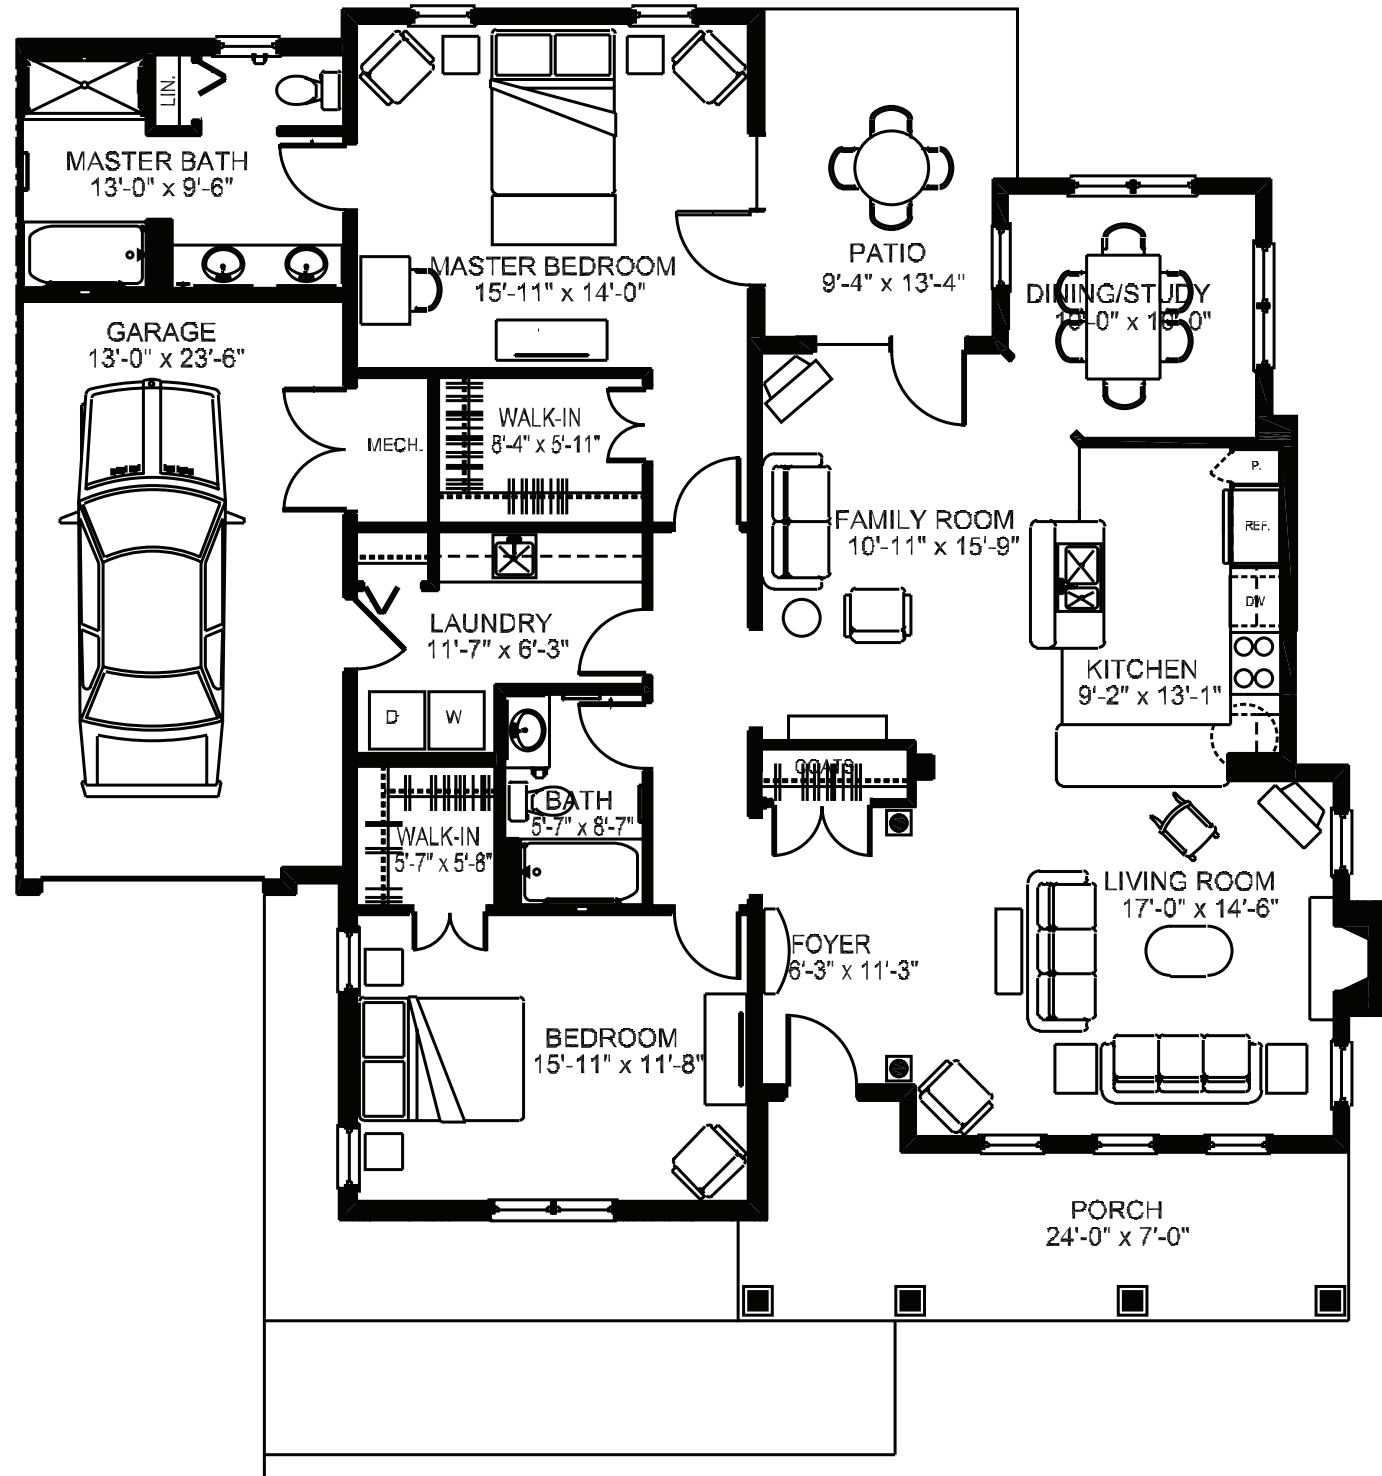 LIN.
MASTER BATH
13'-0" x 9'-6"
MASTER BEDROOM
15'-11" x 14'-0"
PATIO
9'-4" x 13'-4"
DINING/STUDY
x
GARAGE
13'-0" x 23'-6"
MECH.
WALK-IN
8'-4" x 5'-11"
P.
REF.
DW
FAMILY ROOM
10'-11" x 15'-9"
LAUNDRY
11'-7" x 6'-3"
KITCHEN
9'-2" x 13'-1"
D
W
COATS
BATH
5'-7" x 8'-7"
WALK-IN
5'-7" x 5'-8"
LIVING ROOM
17'-0" x 14'-6"
FOYER
6'-3" x 11'-3"
BEDROOM
15'-11" x 11'-8"
PORCH
24'-0" x 7'-0"